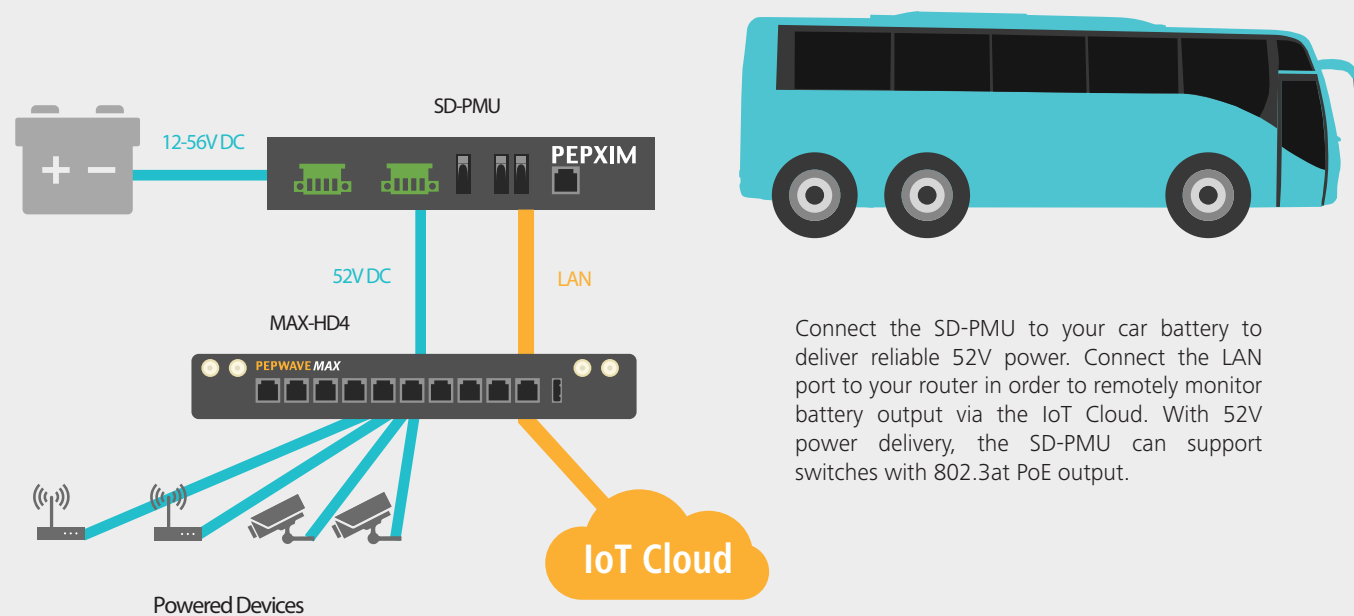 SD-PMU
12-56V DC
PEPXIM
52V DC
LAN
MAX-HD4
PEPWAVE MAX
Connect the SD-PMU to your car battery to
deliver reliable 52V power. Connect the LAN
port to your router in order to remotely monitor
battery output via the IoT Cloud. With 52V
power delivery, the SD-PMU can support
switches with 802.3at PoE output.
IoT Cloud
Powered Devices